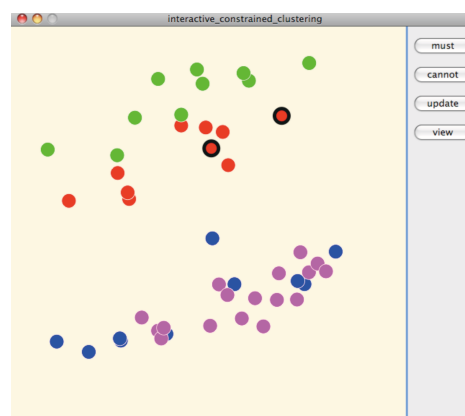 interactive_constrained_clustering
must
cannot
update
view